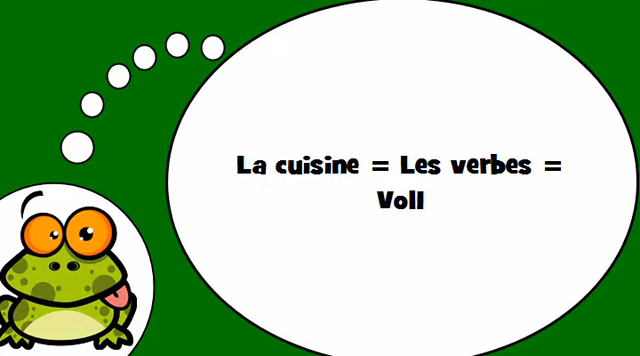 La cuisine = Les verbes =
Voll